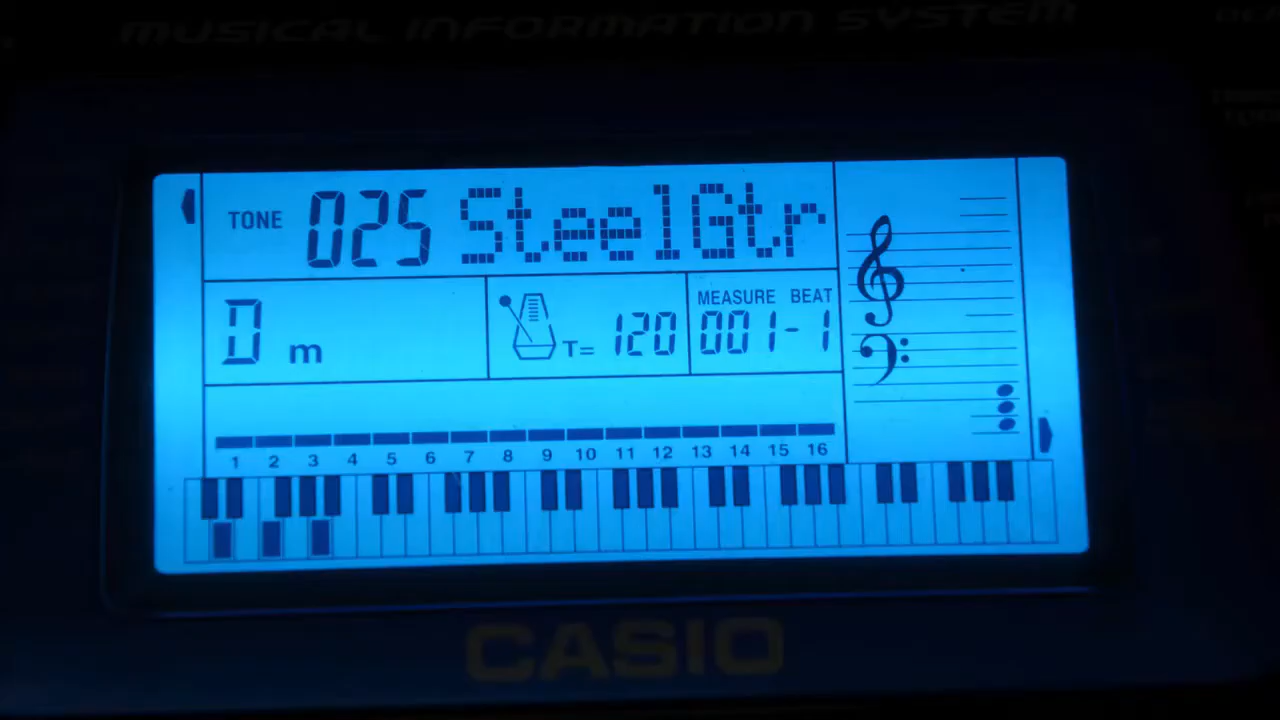 MUSICAL INFORMATION SYSTEM
TONE 025 SteelGtr
D m
T= 120
MEASURE BEAT
001-1
1 2 3 4 5 6 7 8 9 10 11 12 13 14 15 16
CASIO